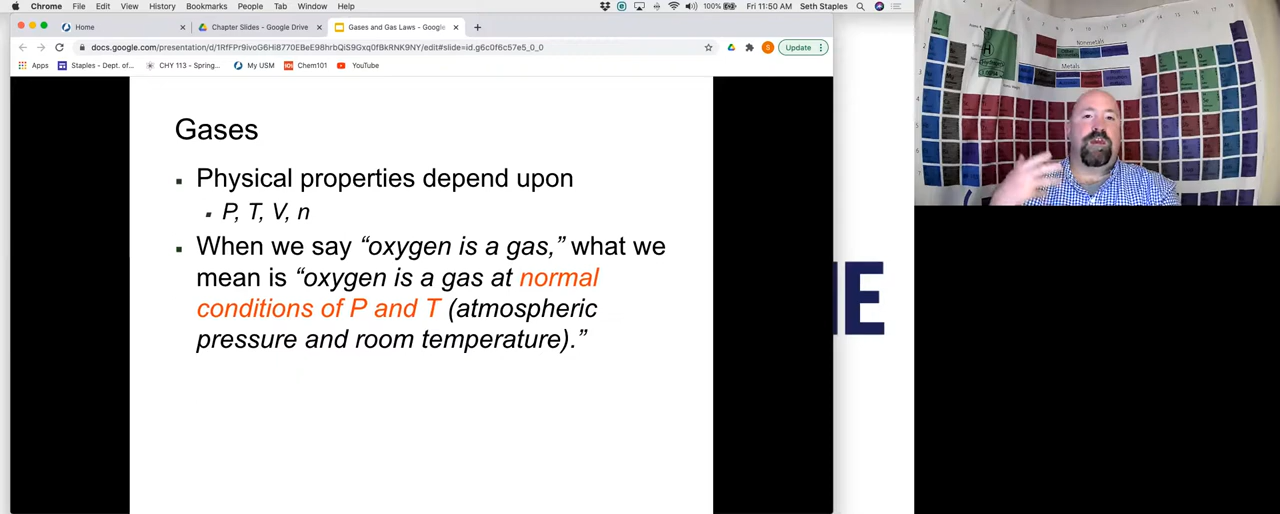 Chrome File Edit View History Bookmarks People Tab Window Help 100% Fri 11:50 AM Seth Staples
Home Chapter Slides - Google Drive Gases and Gas Laws - Google
docs.google.com/presentation/d/1RfFPr9ivoG6Hi8770EBeE98hrbQiS9Gxq0fBkRNK9NY/edit#slide=id.g6c0f6c57e5_0_0 S Update
Apps Staples - Dept. of... CHY 113 - Spring... My USM 101 Chem101 YouTube
Gases
Physical properties depend upon
P, T, V, n
When we say “oxygen is a gas,” what we
mean is “oxygen is a gas at normal
conditions of P and T (atmospheric
pressure and room temperature).”
NE
Nonmetals
Metals
H